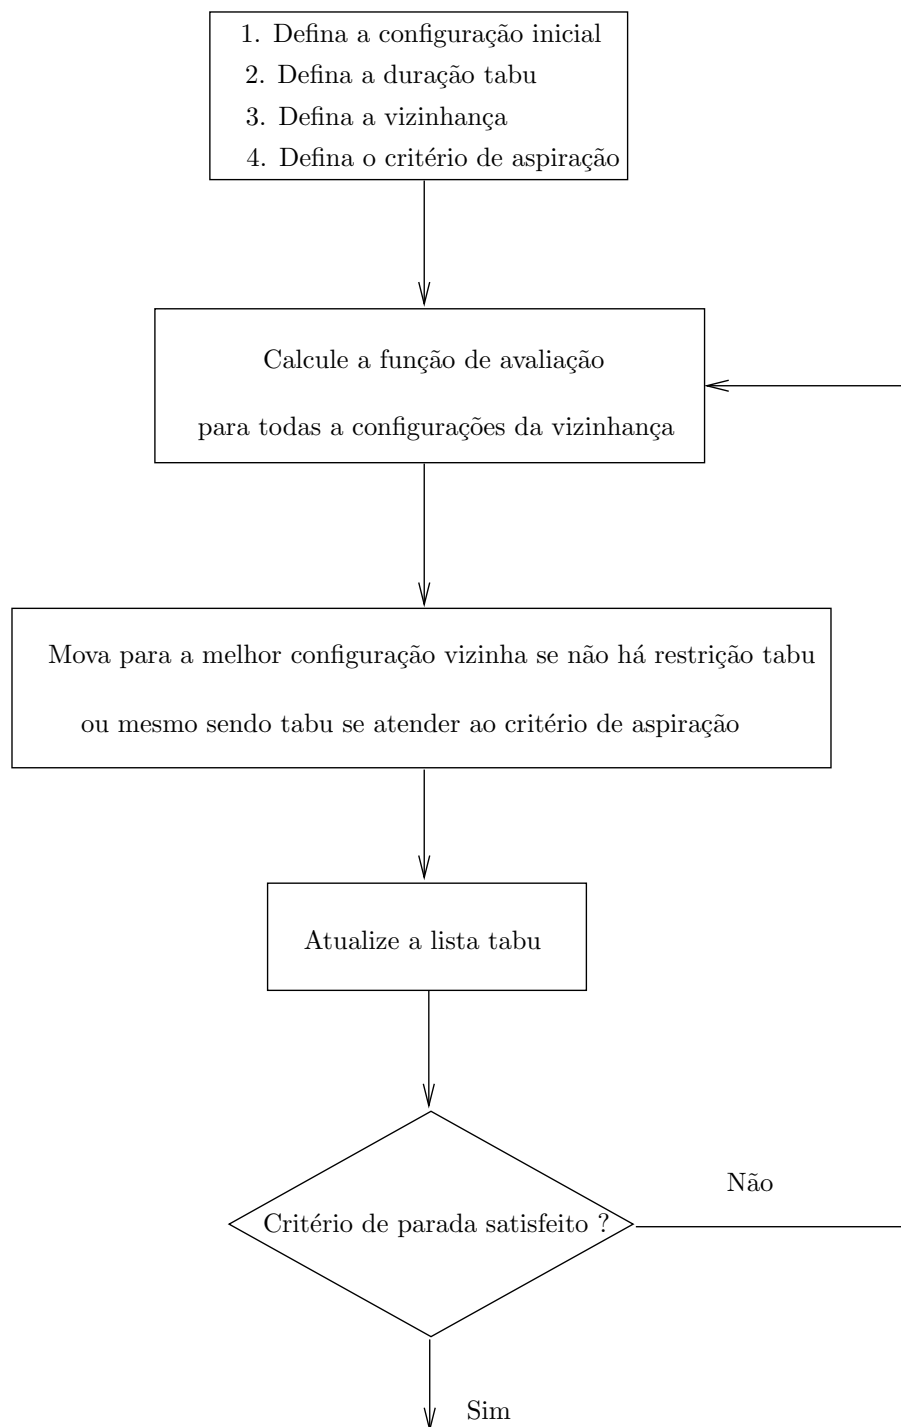 1. Defina a configuração inicial
2. Defina a duração tabu
3. Defina a vizinhança
4. Defina o critério de aspiração
Calcule a função de avaliação
para todas a configurações da vizinhança
Mova para a melhor configuração vizinha se não há restrição tabu
ou mesmo sendo tabu se atender ao critério de aspiração
Atualize a lista tabu
Critério de parada satisfeito ?
Não
Sim